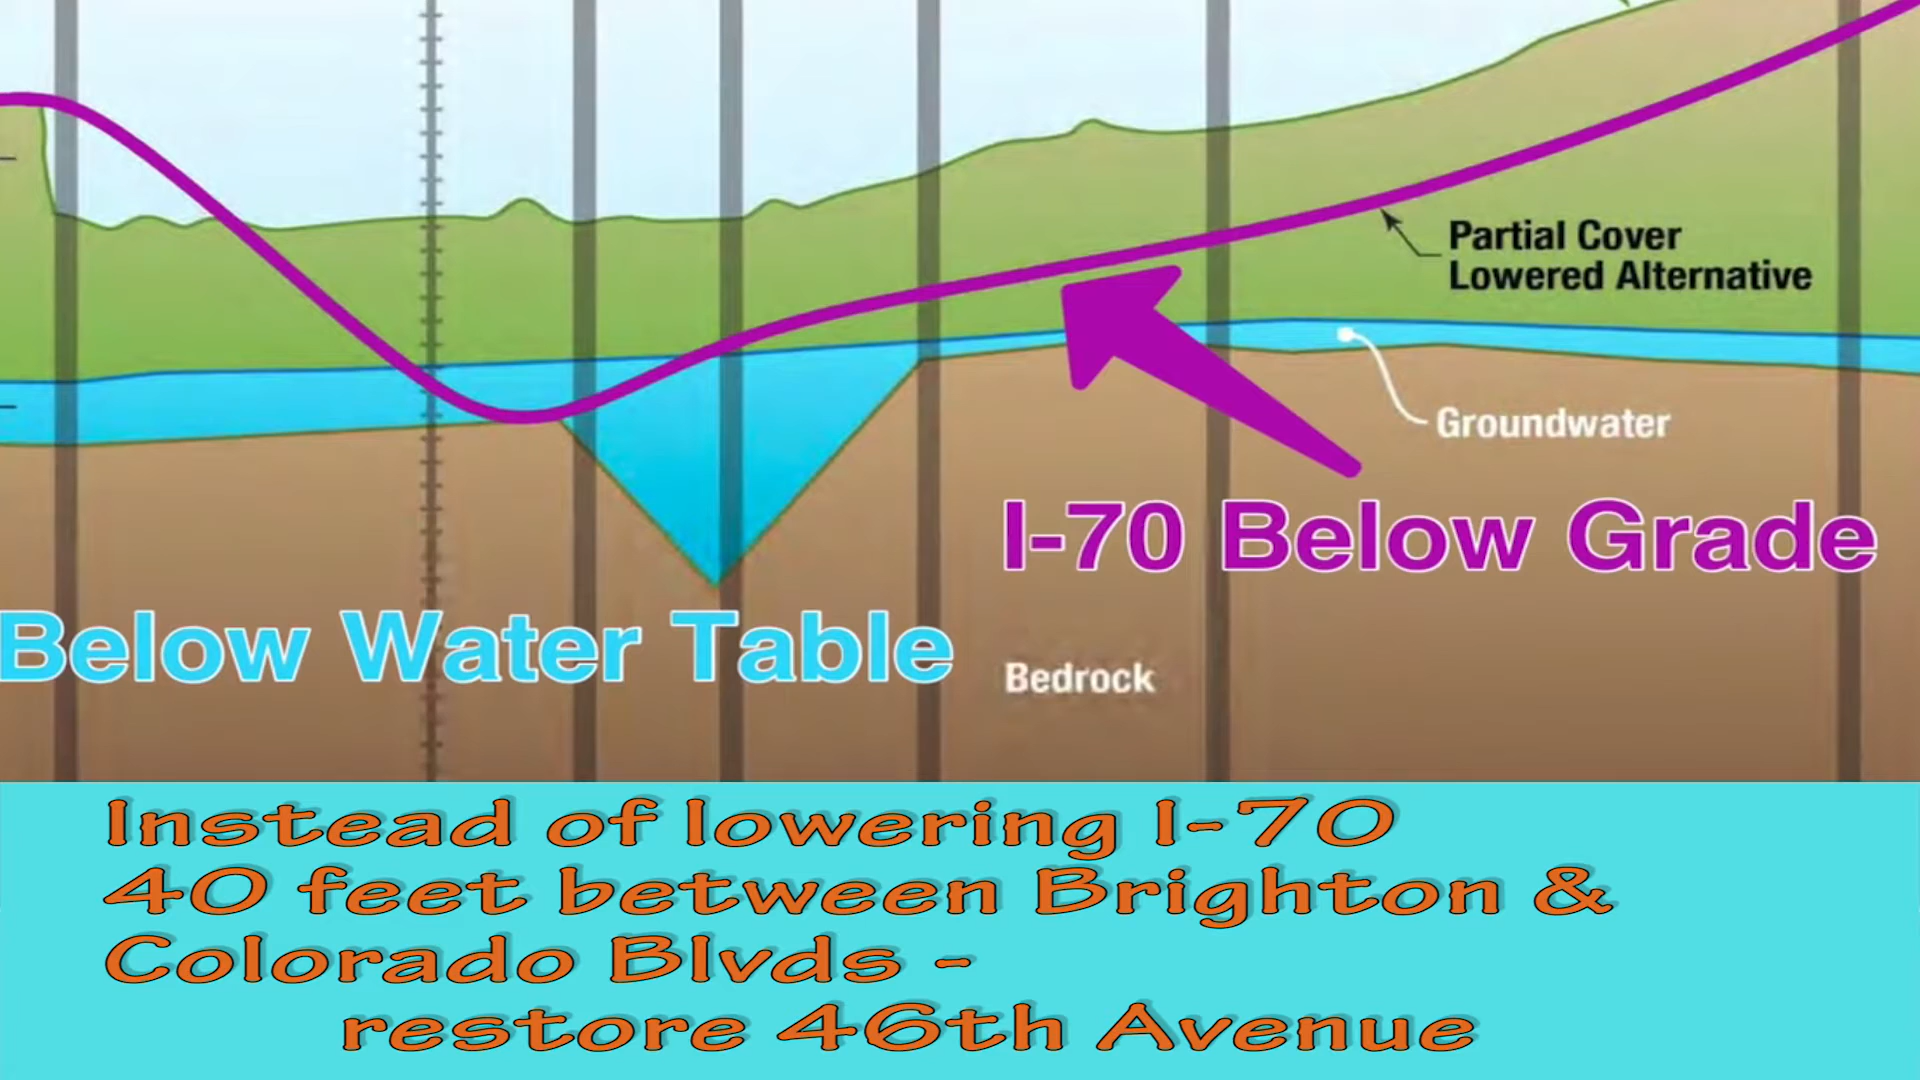 Partial Cover
Lowered Alternative
Groundwater
I-70 Below Grade
Below Water Table
Bedrock
Instead of lowering I-70
40 feet between Brighton &
Colorado Blvds -
restore 46th Avenue